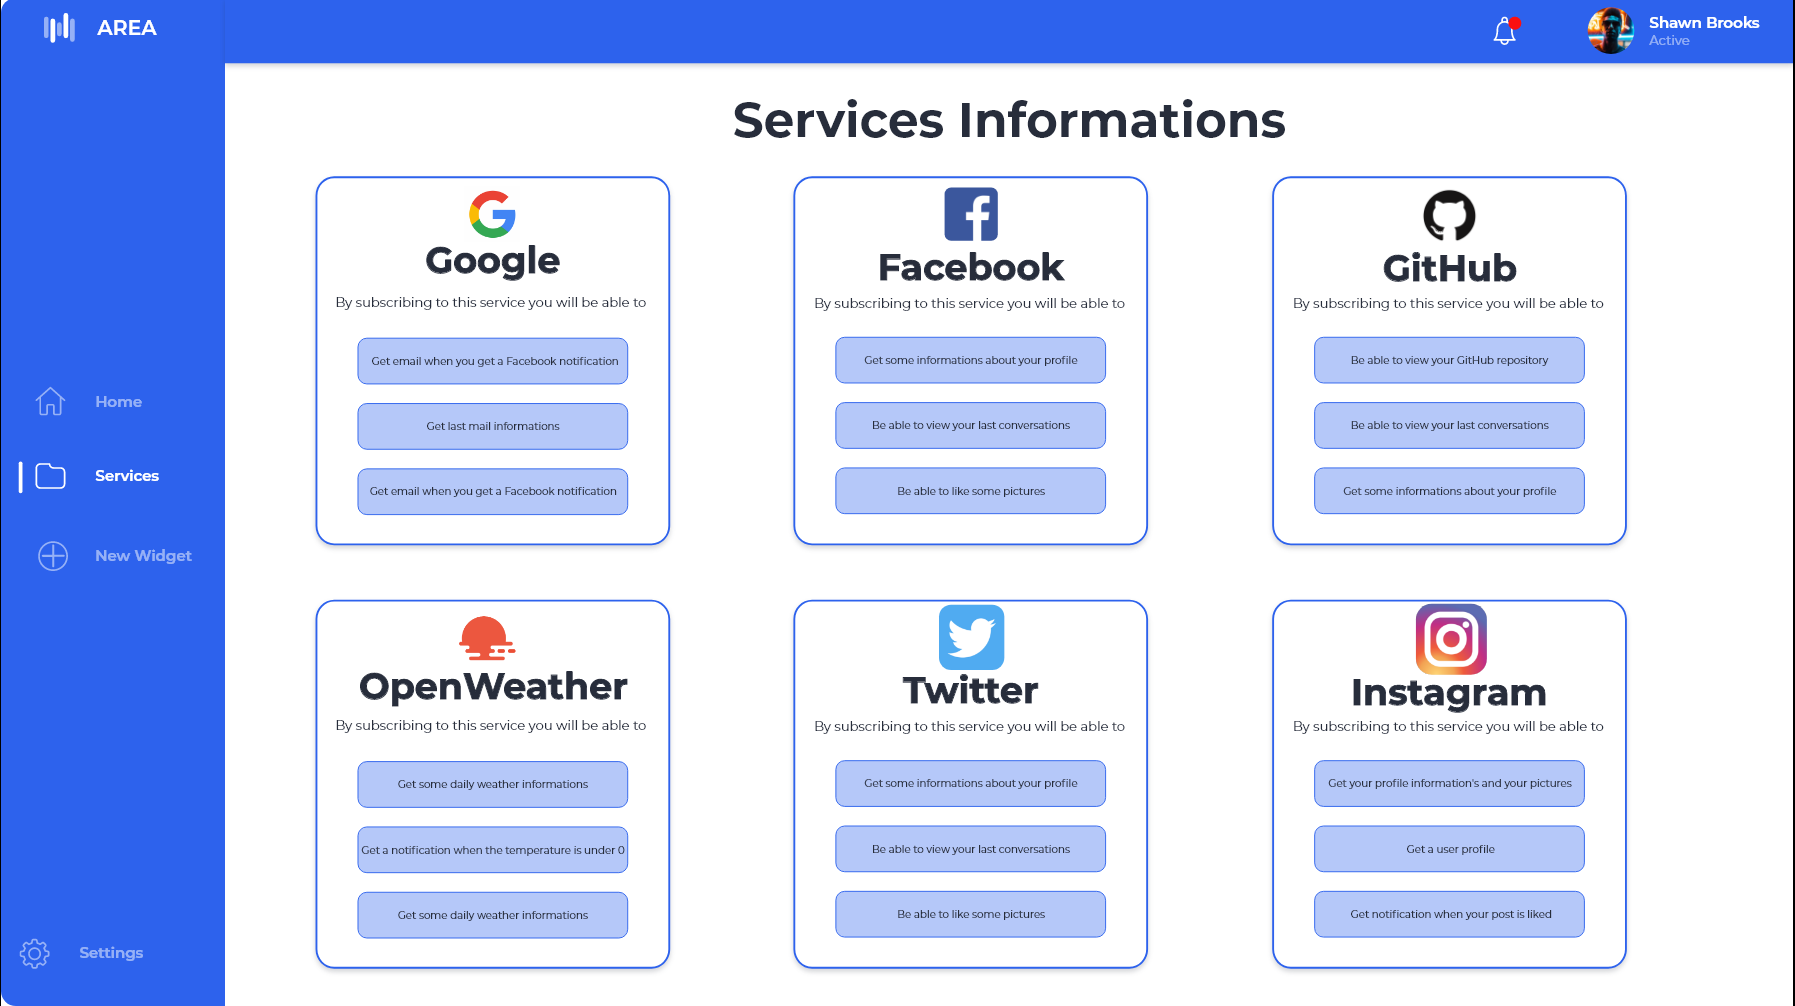 AREA
Shawn Brooks
Active
Services Informations
Google
By subscribing to this service you will be able to
Get email when you get a Facebook notification
Get last mail informations
Get email when you get a Facebook notification
Facebook
By subscribing to this service you will be able to
Get some informations about your profile
Be able to view your last conversations
Be able to like some pictures
GitHub
By subscribing to this service you will be able to
Be able to view your GitHub repository
Be able to view your last conversations
Get some informations about your profile
Home
Services
New Widget
OpenWeather
By subscribing to this service you will be able to
Get some daily weather informations
Get a notification when the temperature is under 0
Get some daily weather informations
Twitter
By subscribing to this service you will be able to
Get some informations about your profile
Be able to view your last conversations
Be able to like some pictures
Instagram
By subscribing to this service you will be able to
Get your profile information's and your pictures
Get a user profile
Get notification when your post is liked
Settings